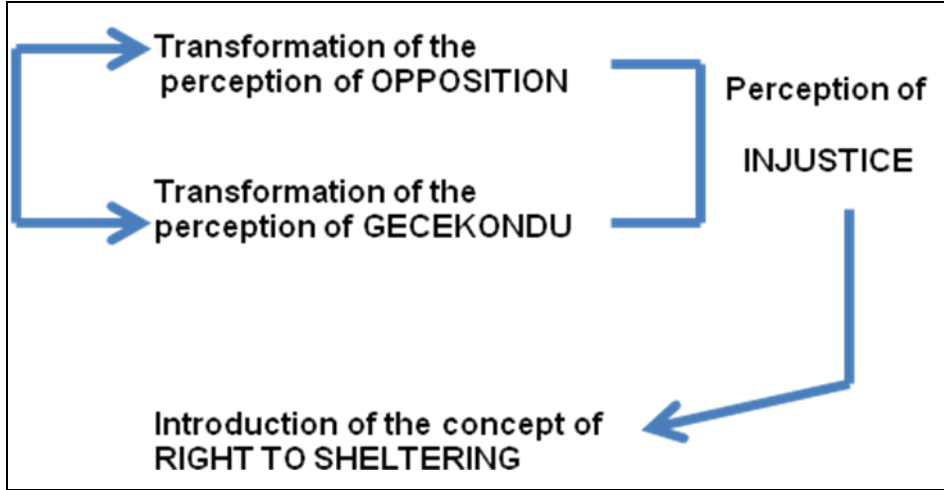 Transformation of the
perception of OPPOSITION
Perception of
INJUSTICE
Transformation of the
perception of GECEKONDU
Introduction of the concept of
RIGHT TO SHELTERING